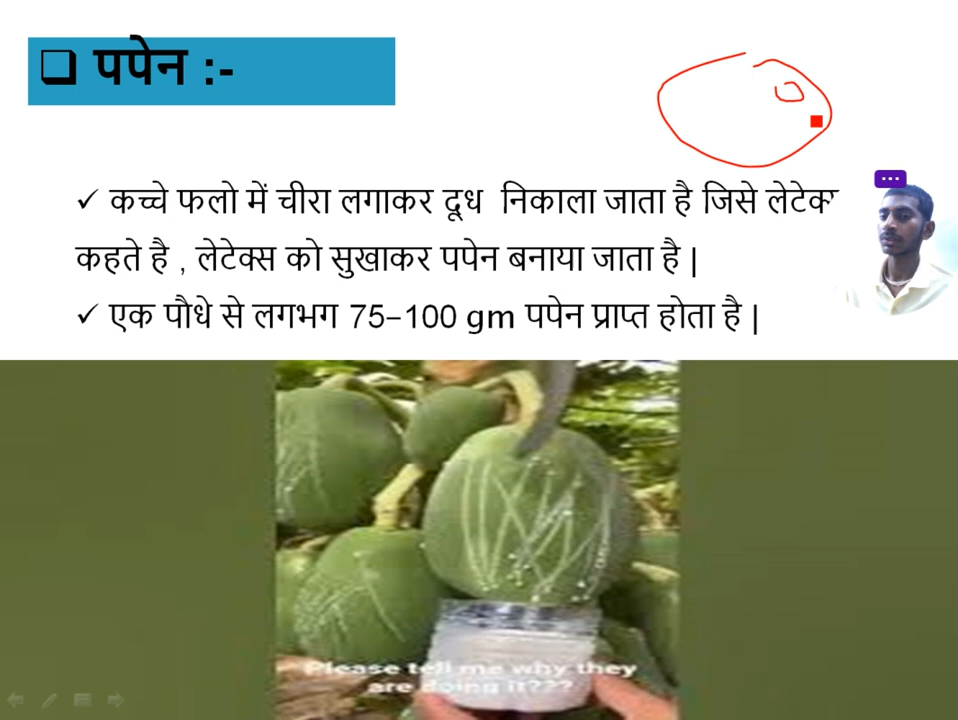 पपेन :-
✓ कच्चे फलो में चीरा लगाकर दूध निकाला जाता है जिसे
कहते है , लेटेक्स को सुखाकर पपेन बनाया जाता है |
✓ एक पौधे से लगभग 75–100 gm पपेन प्राप्त होता है |
Please tell me why they
are doing it???